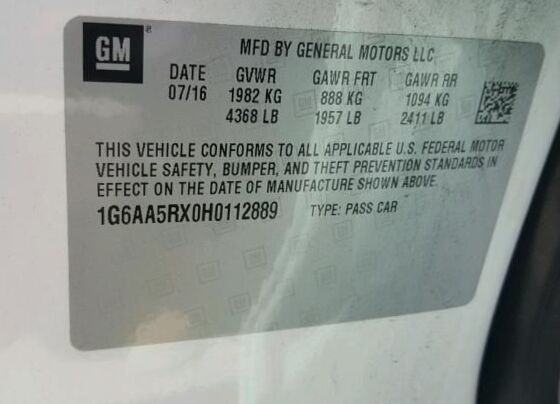 GM
MFD BY GENERAL MOTORS LLC
DATE GVWR GAWR FRT GAWR RR
07/16 1982 KG 888 KG 1094 KG
4368 LB 1957 LB 2411 LB
THIS VEHICLE CONFORMS TO ALL APPLICABLE U.S. FEDERAL MOTOR
VEHICLE SAFETY, BUMPER, AND THEFT PREVENTION STANDARDS IN
EFFECT ON THE DATE OF MANUFACTURE SHOWN ABOVE.
1G6AA5RX0H0112889 TYPE: PASS CAR